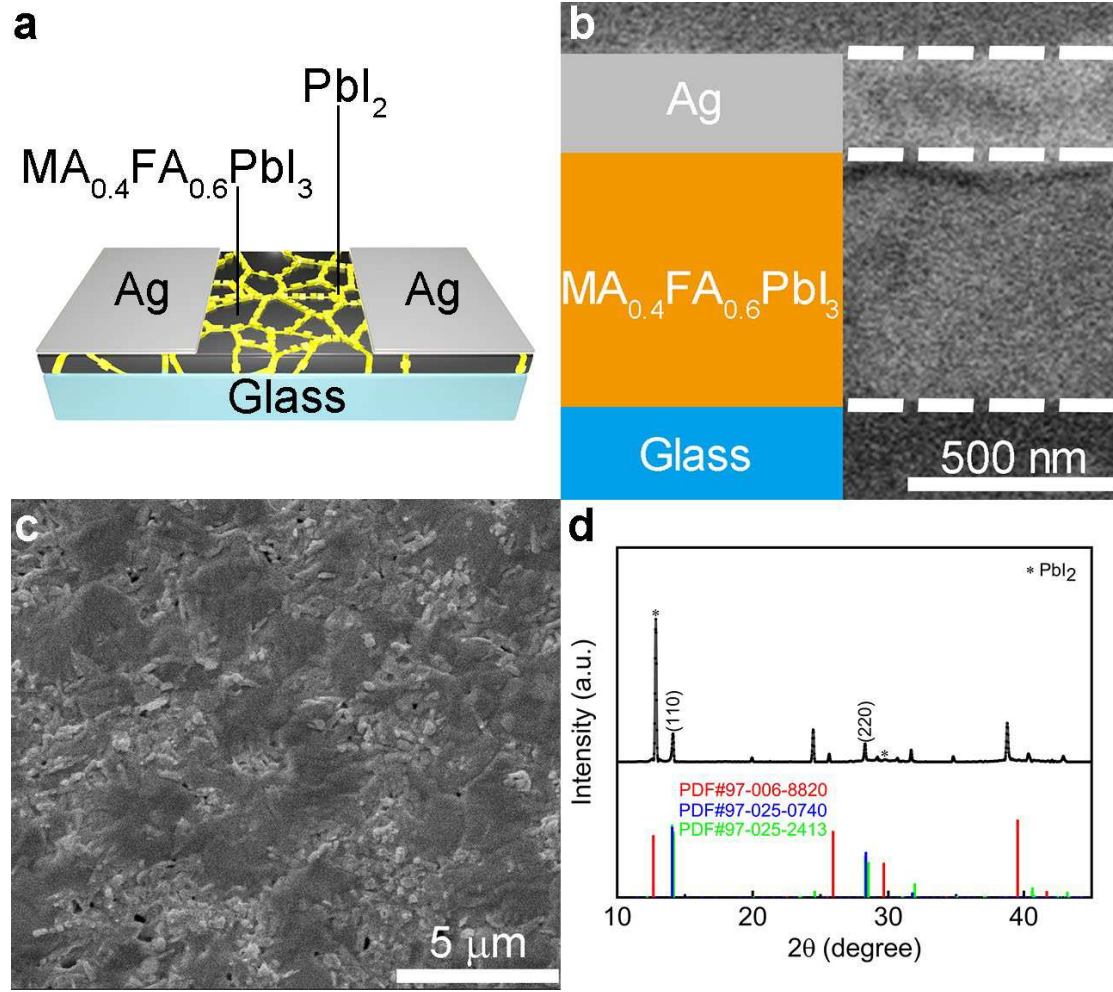 a
PbI2
MA0.4FA0.6PbI3
Ag
Ag
Glass
b
Ag
MA0.4FA0.6PbI3
Glass
500 nm
c
5 μm
d
* PbI2
*
(110)
(220)
*
PDF#97-006-8820
PDF#97-025-0740
PDF#97-025-2413
Intensity (a.u.)
10 20 30 40
2θ (degree)